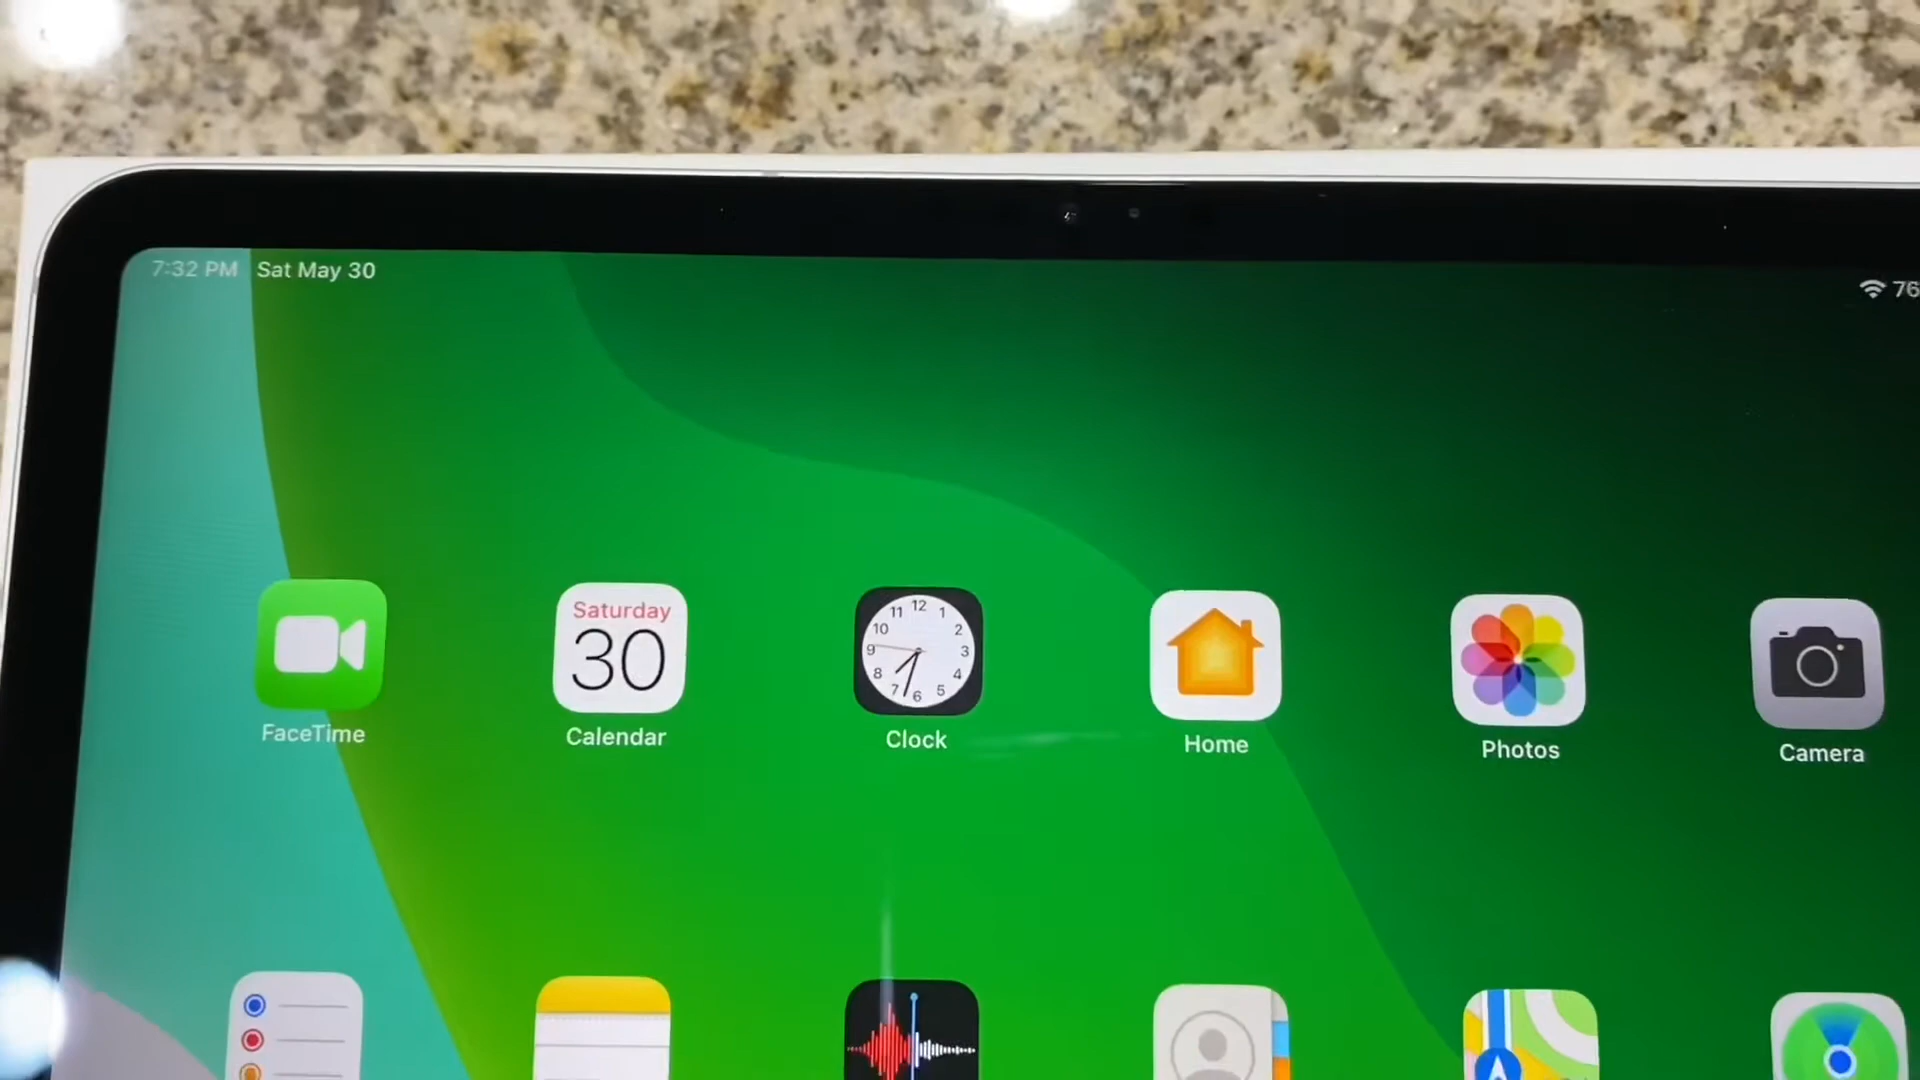 7:32 PM Sat May 30
76
Saturday
30
12
11 1
10 2
9 3
8 4
7 6 5
FaceTime
Calendar
Clock
Home
Photos
Camera